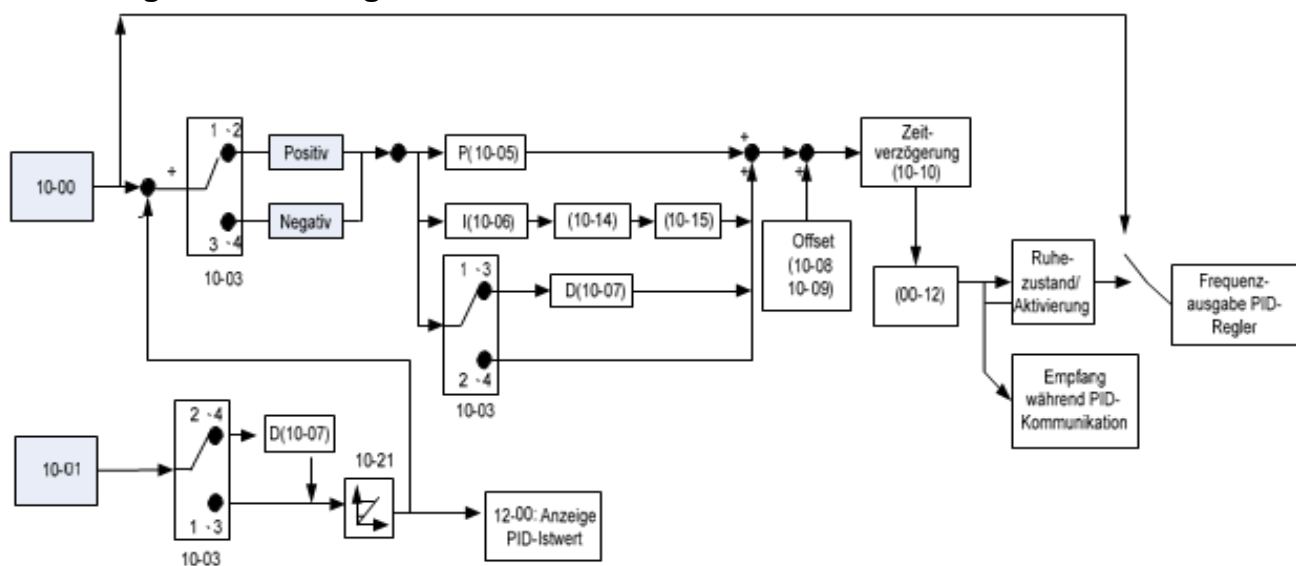 1、2
Positiv
+
10-00
-
Negativ
3、4
10-03
P(10-05)
I(10-06)
(10-14)
(10-15)
1、3
D(10-07)
2、4
10-03
+
+
+
Offset
(10-08
10-09)
Zeit-
verzögerung
(10-10)
(00-12)
Ruhe-
zustand/
Aktivierung
Frequenz-
ausgabe PID-
Regler
Empfang
während PID-
Kommunikation
10-01
2、4
D(10-07)
1、3
10-03
10-21
12-00: Anzeige
PID-Istwert